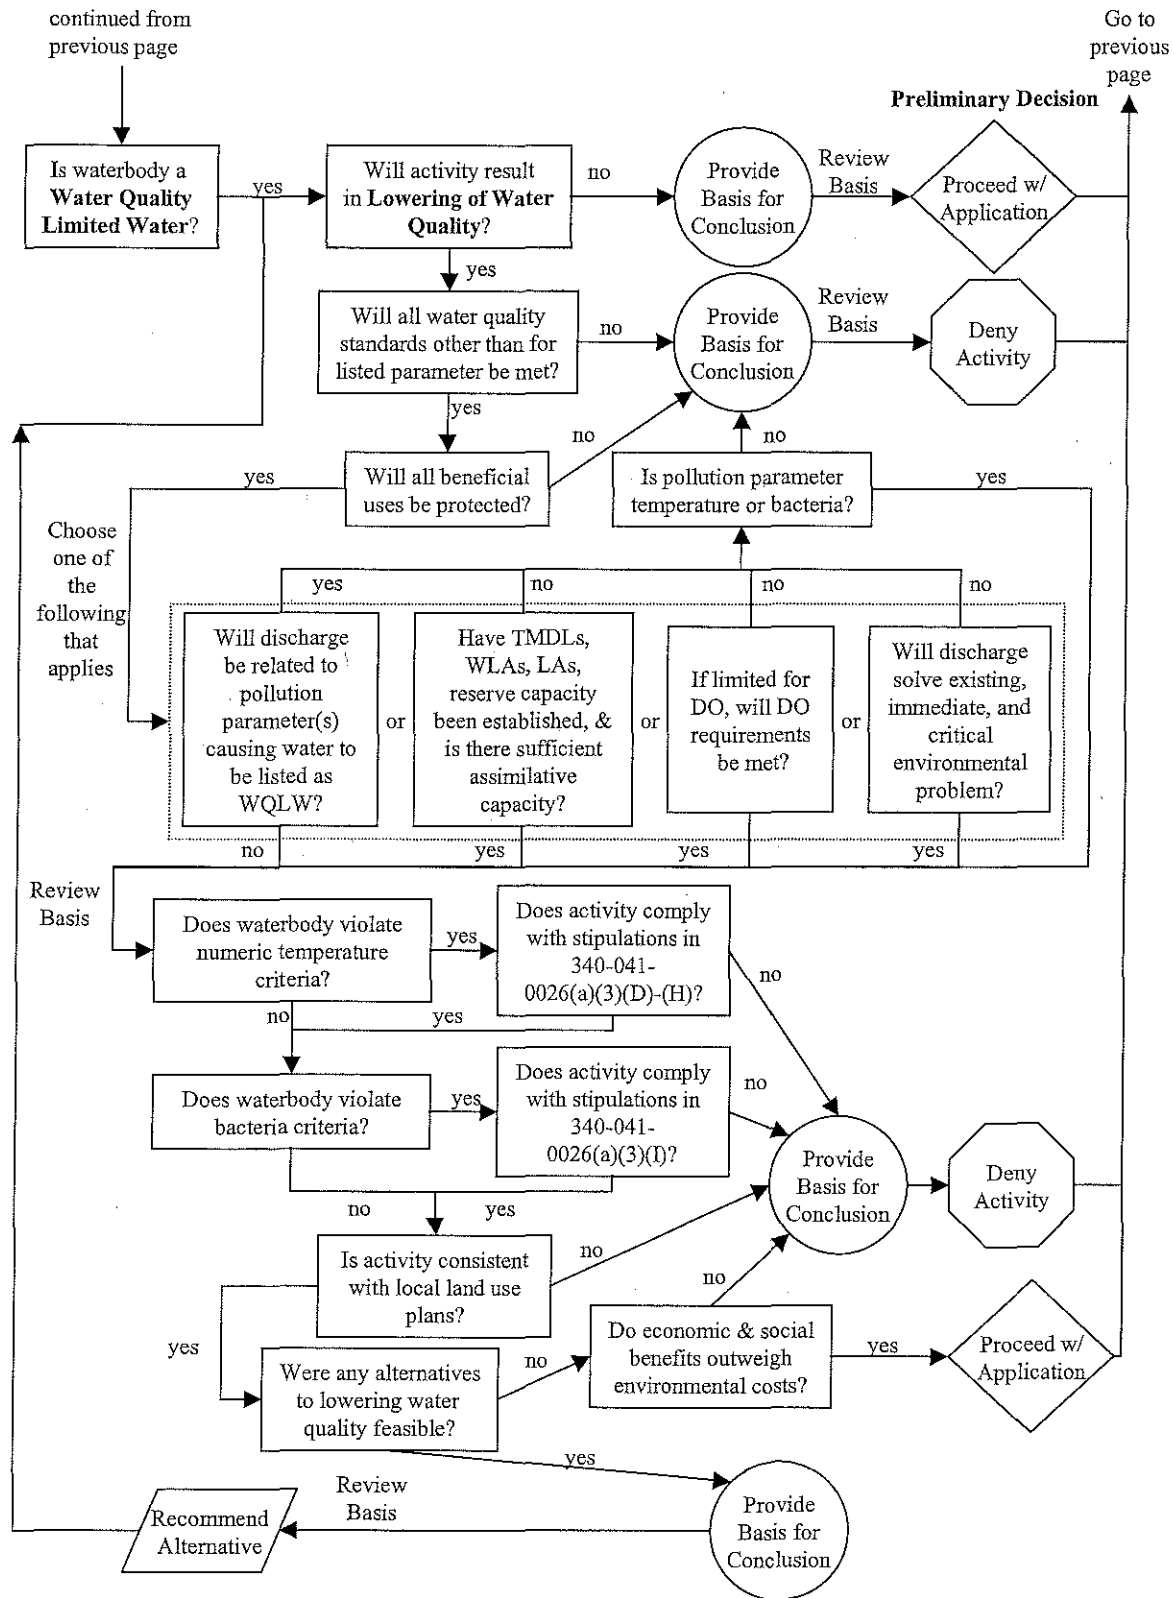 continued from
previous page
Go to
previous
page
Preliminary Decision
Is waterbody a
Water Quality
Limited Water?
yes
Will activity result
in Lowering of Water
Quality?
no
Provide
Basis for
Conclusion
Review
Basis
Proceed w/
Application
yes
Will all water quality
standards other than for
listed parameter be met?
no
Provide
Basis for
Conclusion
Review
Basis
Deny
Activity
yes
no
no
yes
Will all beneficial
uses be protected?
Is pollution parameter
temperature or bacteria?
yes
Choose
one of
the
following
that
applies
yes
no
no
no
Will discharge
be related to
pollution
parameter(s)
causing water to
be listed as
WQLW?
or
Have TMDLs,
WLAs, LAs,
reserve capacity
been established, &
is there sufficient
assimilative
capacity?
or
If limited for
DO, will DO
requirements
be met?
or
Will discharge
solve existing,
immediate, and
critical
environmental
problem?
no
yes
yes
yes
Review
Basis
Does waterbody violate
numeric temperature
criteria?
yes
Does activity comply
with stipulations in
340-041-
0026(a)(3)(D)-(H)?
no
no
yes
Does waterbody violate
bacteria criteria?
yes
Does activity comply
with stipulations in
340-041-
0026(a)(3)(I)?
no
Provide
Basis for
Conclusion
Deny
Activity
no
yes
Is activity consistent
with local land use
plans?
no
no
yes
Were any alternatives
to lowering water
quality feasible?
no
Do economic & social
benefits outweigh
environmental costs?
yes
Proceed w/
Application
yes
Provide
Basis for
Conclusion
Review
Basis
Recommend
Alternative